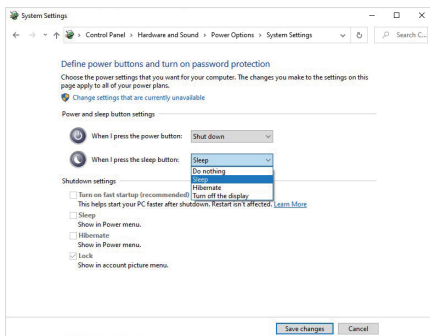 System Settings
Control Panel > Hardware and Sound > Power Options > System Settings
Search C...
Define power buttons and turn on password protection
Choose the power settings that you want for your computer. The changes you make to the settings on this
page apply to all of your power plans.
Change settings that are currently unavailable
Power and sleep button settings
When I press the power button: Shut down
When I press the sleep button: Sleep
Do nothing
Sleep
Hibernate
Turn off the display
Shutdown settings
Turn on fast startup (recommended)
This helps start your PC faster after shutdown. Restart isn't affected. Learn More
Sleep
Show in Power menu.
Hibernate
Show in Power menu.
Lock
Show in account picture menu.
Save changes Cancel